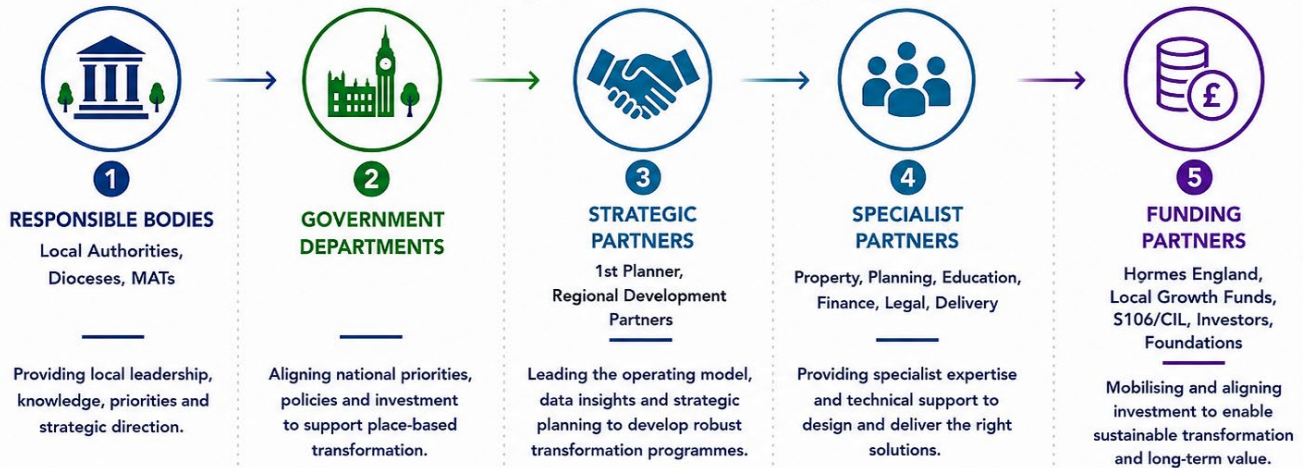 1
RESPONSIBLE BODIES
Local Authorities,
Dioceses, MATs
Providing local leadership,
knowledge, priorities and
strategic direction.
2
GOVERNMENT
DEPARTMENTS
Aligning national priorities,
policies and investment
to support place-based
transformation.
3
STRATEGIC
PARTNERS
1st Planner,
Regional Development
Partners
Leading the operating model,
data insights and strategic
planning to develop robust
transformation programmes.
4
SPECIALIST
PARTNERS
Property, Planning, Education,
Finance, Legal, Delivery
Providing specialist expertise
and technical support to
design and deliver the right
solutions.
£
5
FUNDING
PARTNERS
Hormes England,
Local Growth Funds,
S106/CIL, Investors,
Foundations
Mobilising and aligning
investment to enable
sustainable transformation
and long-term value.